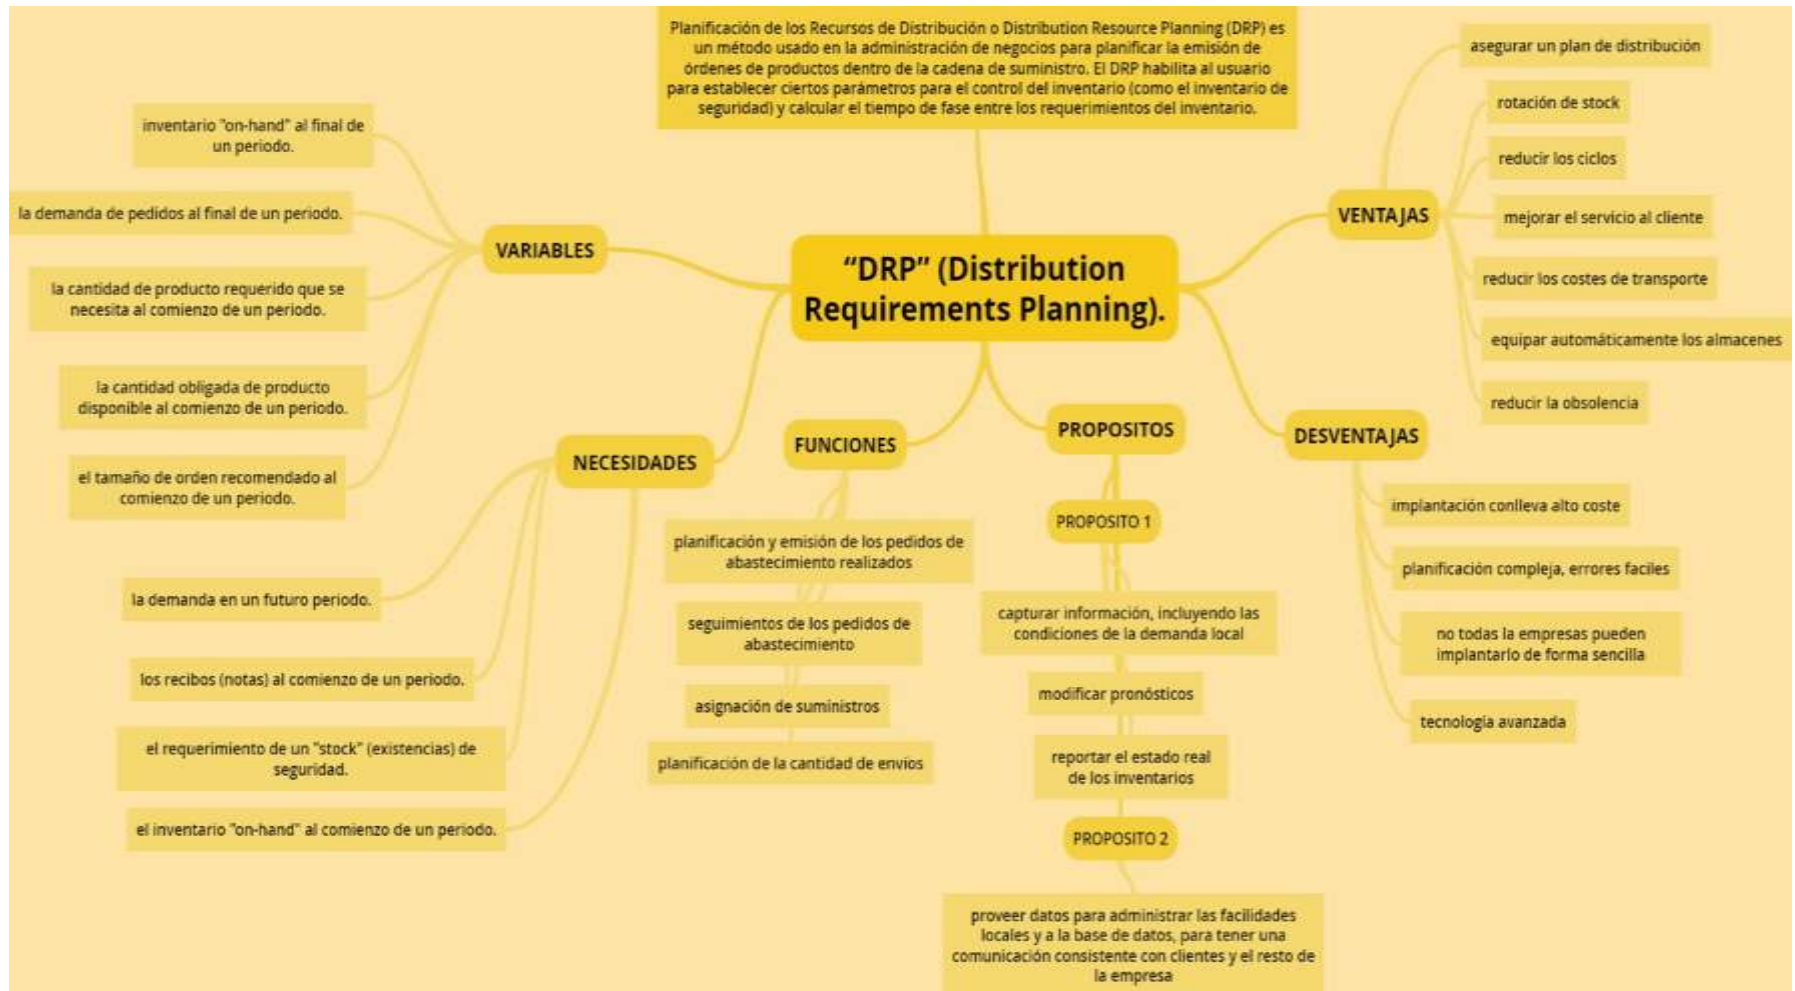 Planificación de los Recursos de Distribución o Distribution Resource Planning (DRP) es
un método usado en la administración de negocios para planificar la emisión de
órdenes de productos dentro de la cadena de suministro. El DRP habilita al usuario
para establecer ciertos parámetros para el control del inventario (como el inventario de
seguridad) y calcular el tiempo de fase entre los requerimientos del inventario.
“DRP” (Distribution
Requirements Planning).
VARIABLES
inventario "on-hand" al final de
un periodo.
la demanda de pedidos al final de un periodo.
la cantidad de producto requerido que se
necesita al comienzo de un periodo.
la cantidad obligada de producto
disponible al comienzo de un periodo.
el tamaño de orden recomendado al
comienzo de un periodo.
NECESIDADES
la demanda en un futuro periodo.
los recibos (notas) al comienzo de un periodo.
el requerimiento de un "stock" (existencias) de
seguridad.
el inventario "on-hand" al comienzo de un periodo.
FUNCIONES
planificación y emisión de los pedidos de
abastecimiento realizados
seguimientos de los pedidos de
abastecimiento
asignación de suministros
planificación de la cantidad de envíos
PROPOSITOS
PROPOSITO 1
capturar información, incluyendo las
condiciones de la demanda local
modificar pronósticos
reportar el estado real
de los inventarios
PROPOSITO 2
proveer datos para administrar las facilidades
locales y a la base de datos, para tener una
comunicación consistente con clientes y el resto de
la empresa
VENTAJAS
asegurar un plan de distribución
rotación de stock
reducir los ciclos
mejorar el servicio al cliente
reducir los costes de transporte
equipar automáticamente los almacenes
reducir la obsolencia
DESVENTAJAS
implantación conlleva alto coste
planificación compleja, errores faciles
no todas la empresas pueden
implantarlo de forma sencilla
tecnología avanzada